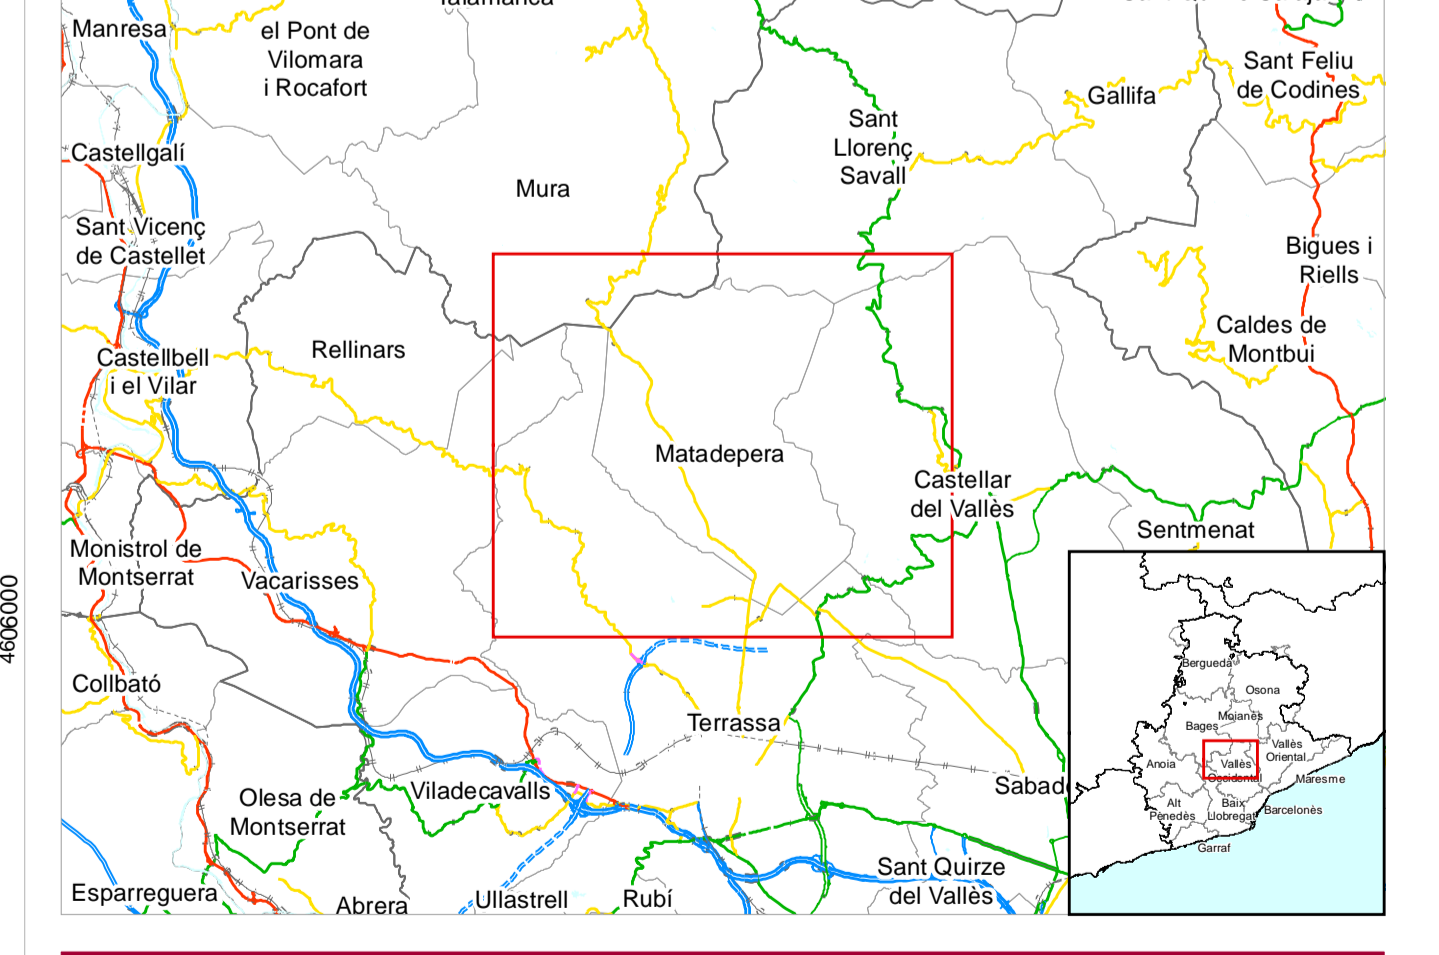 Manresa
el Pont de
Vilomara
i Rocafort
Sant Feliu
de Codines
Gallifa
Sant
Llorenç
Savall
Castellgalí
Mura
Sant Vicenç
de Castellet
Bigues i
Riells
Caldes de
Montbui
Castellbell
i el Vilar
Rellinars
Matadepera
Castellar
del Vallès
Sentmenat
Monistrol de
Montserrat
Vacarisses
4606000
Collbató
Terrassa
Viladecavalls
Olesa de
Montserrat
Sant Quirze
del Vallès
Esparreguera
Abrera
Ullastrell
Rubí
Berguedà
Osona
Moianès
Bages
Vallès
Oriental
Anoia
Vallès
Occidental
Maresme
Alt
Penedès
Baix
Llobregat
Barcelonès
Garraf